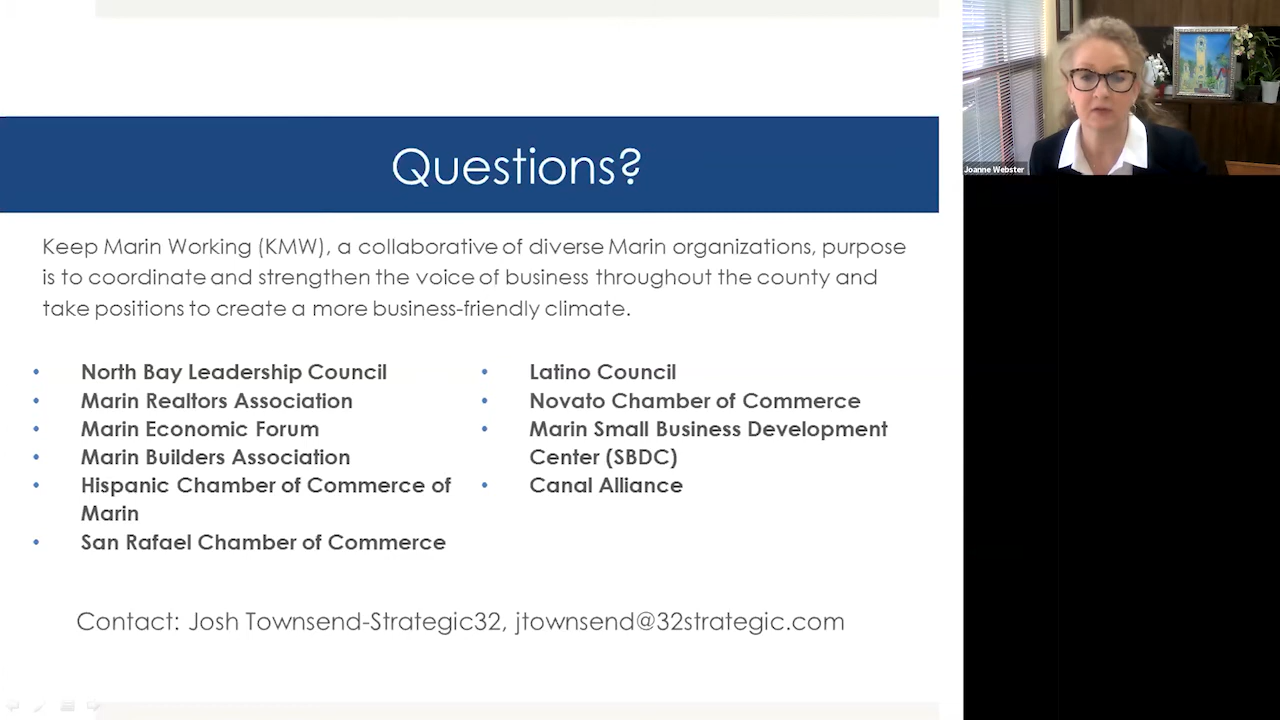 Questions?
Keep Marin Working (KMW), a collaborative of diverse Marin organizations, purpose
is to coordinate and strengthen the voice of business throughout the county and
take positions to create a more business-friendly climate.
• North Bay Leadership Council
• Marin Realtors Association
• Marin Economic Forum
• Marin Builders Association
• Hispanic Chamber of Commerce of
Marin
• San Rafael Chamber of Commerce
• Latino Council
• Novato Chamber of Commerce
• Marin Small Business Development
Center (SBDC)
• Canal Alliance
Contact: Josh Townsend-Strategic32, jtownsend@32strategic.com
Joanne Webster